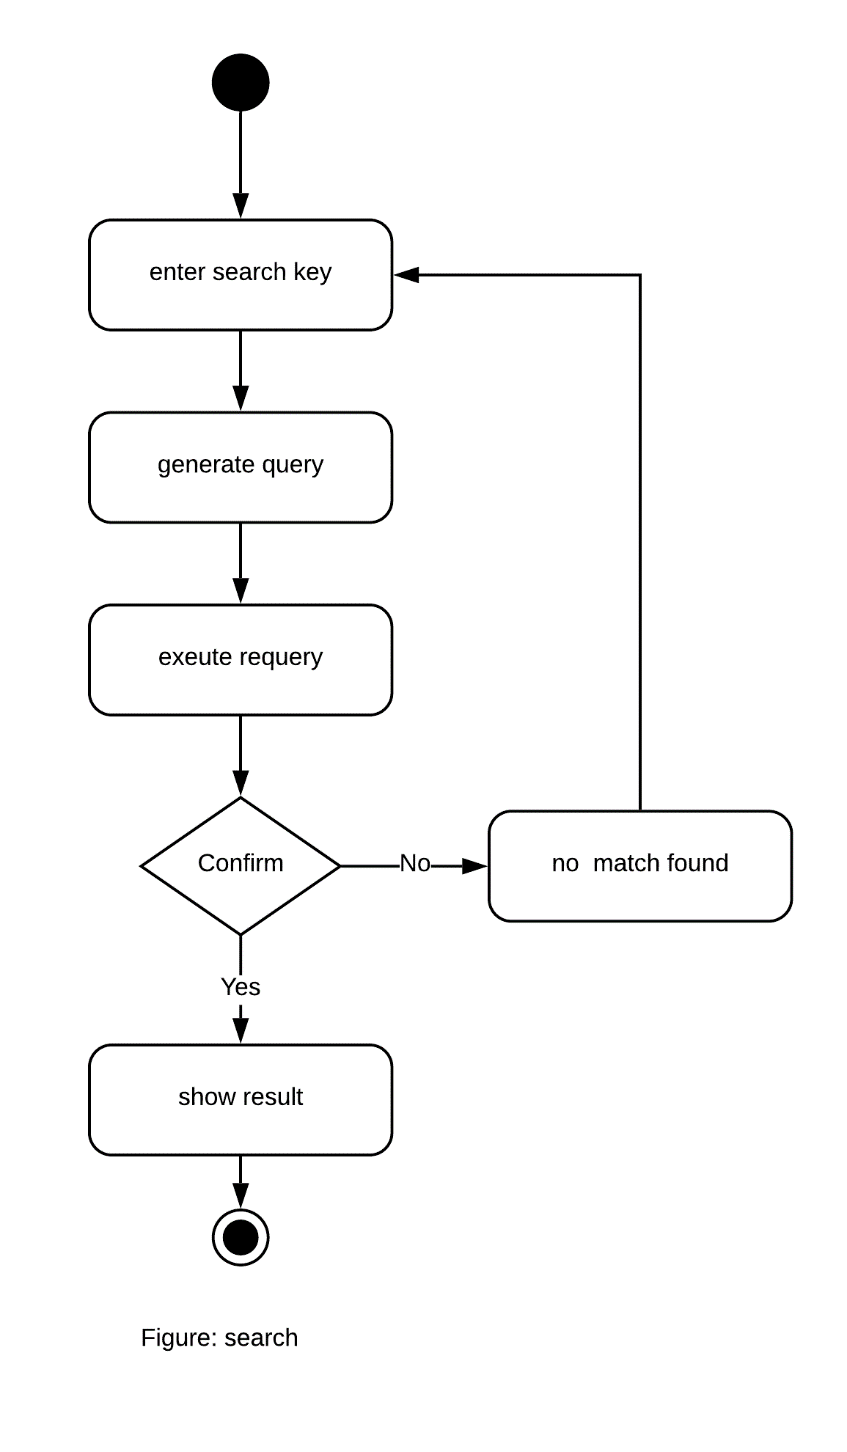 enter search key
generate query
exeute requery
Confirm
No
no  match found
Yes
show result
Figure: search